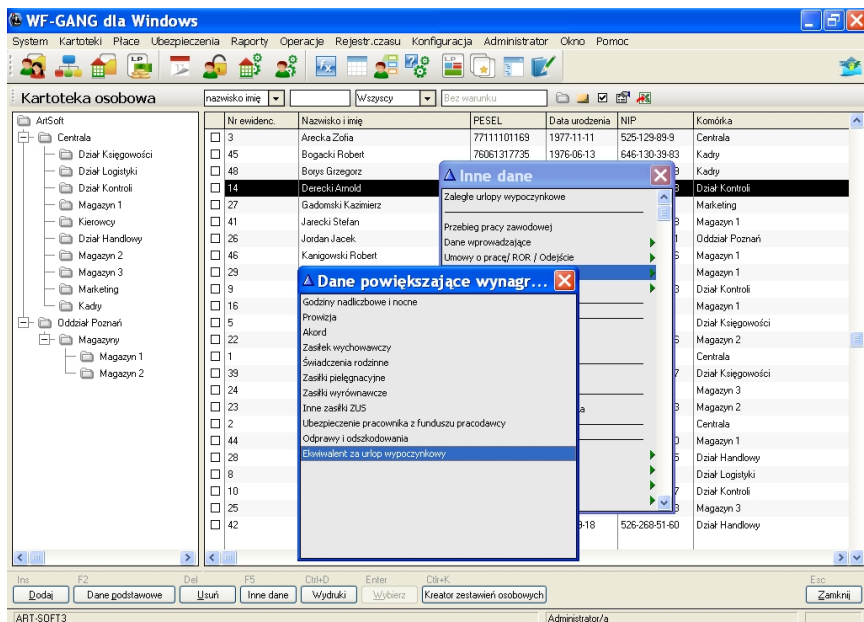 WF-GANG dla Windows
System Kartoteki Płace Ubezpieczenia Raporty Operacje Rejestr.czasu Konfiguracja Administrator Okno Pomoc
Kartoteka osobowa
nazwisko imię Wszyscy Bez warunku
ArtSoft
Centrala
Dział Księgowości
Dział Logistyki
Dział Kontroli
Magazyn 1
Kierowcy
Dział Handlowy
Magazyn 2
Magazyn 3
Marketing
Kadry
Oddział Poznań
Magazyny
Magazyn 1
Magazyn 2
Nr ewidenc. Nazwisko i imię PESEL Data urodzenia NIP Komórka
3 Arecka Zofia 77111101169 1977-11-11 525-129-89-9 Centrala
45 Bogacki Robert 76061317735 1976-06-13 646-130-39-83 Kadry
48 Borys Grzegorz Kadry
14 Derecki Arnold Dział Kontroli
27 Gadomski Kazimierz Marketing
41 Jarecki Stefan Magazyn 1
26 Jordan Jacek Oddział Poznań
46 Kanigowski Robert Magazyn 1
29 Magazyn 1
9 Dział Kontroli
16 Magazyn 1
5 Dział Księgowości
22 Magazyn 2
1 Centrala
39 Dział Księgowości
24 Magazyn 3
23 Magazyn 2
2 Centrala
44 Magazyn 1
28 Dział Handlowy
8 Dział Logistyki
10 Dział Kontroli
25 Magazyn 3
42 9-18 526-268-51-60 Dział Handlowy
Inne dane
Zaległe urlopy wypoczynkowe
Przebieg pracy zawodowej
Dane wprowadzające
Umowy o pracę/ ROR / Odejście
Dane powiększające wynagr...
Godziny nadliczbowe i nocne
Prowizja
Akord
Zasiłek wychowawczy
Świadczenia rodzinne
Zasiłki pielęgnacyjne
Zasiłki wyrównawcze
Inne zasiłki ZUS
Ubezpieczenie pracownika z funduszu pracodawcy
Odprawy i odszkodowania
Ekwiwalent za urlop wypoczynkowy
Ins F2 Del F5 Ctrl+D Enter Ctlr+K Esc
Dodaj Dane podstawowe Usuń Inne dane Wydruki Wybierz Kreator zestawień osobowych Zamknij
ART-SOFT3 Administrator/a